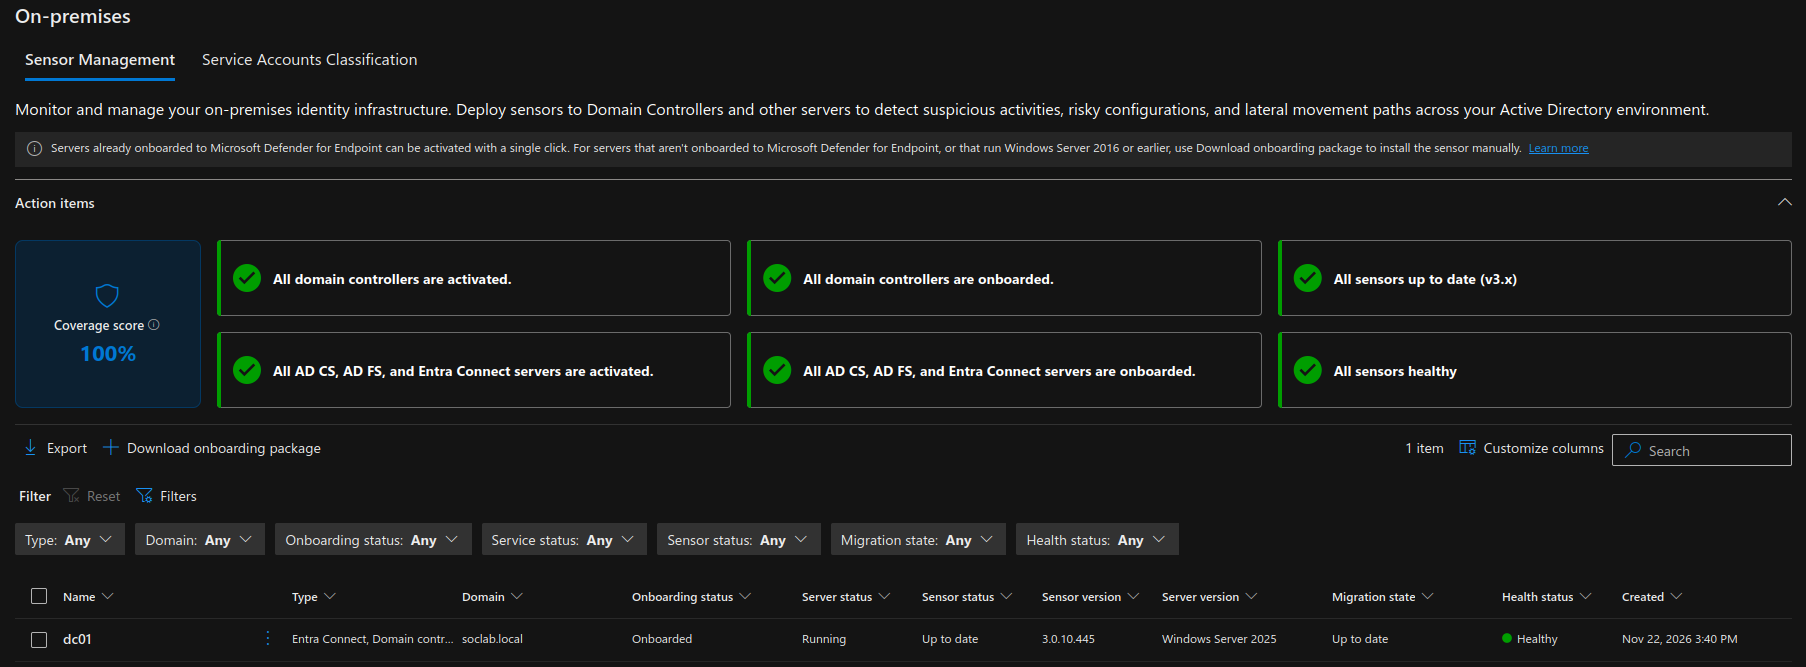 On-premises
Sensor Management Service Accounts Classification
Monitor and manage your on-premises identity infrastructure. Deploy sensors to Domain Controllers and other servers to detect suspicious activities, risky configurations, and lateral movement paths across your Active Directory environment.
Servers already onboarded to Microsoft Defender for Endpoint can be activated with a single click. For servers that aren't onboarded to Microsoft Defender for Endpoint, or that run Windows Server 2016 or earlier, use Download onboarding package to install the sensor manually. Learn more
Action items
Coverage score
100%
All domain controllers are activated.
All domain controllers are onboarded.
All sensors up to date (v3.x)
All AD CS, AD FS, and Entra Connect servers are activated.
All AD CS, AD FS, and Entra Connect servers are onboarded.
All sensors healthy
Export Download onboarding package 1 item Customize columns Search
Filter Reset Filters
Type: Any Domain: Any Onboarding status: Any Service status: Any Sensor status: Any Migration state: Any Health status: Any
Name Type Domain Onboarding status Server status Sensor status Sensor version Server version Migration state Health status Created
dc01 Entra Connect, Domain contr... soclab.local Onboarded Running Up to date 3.0.10.445 Windows Server 2025 Up to date Healthy Nov 22, 2026 3:40 PM